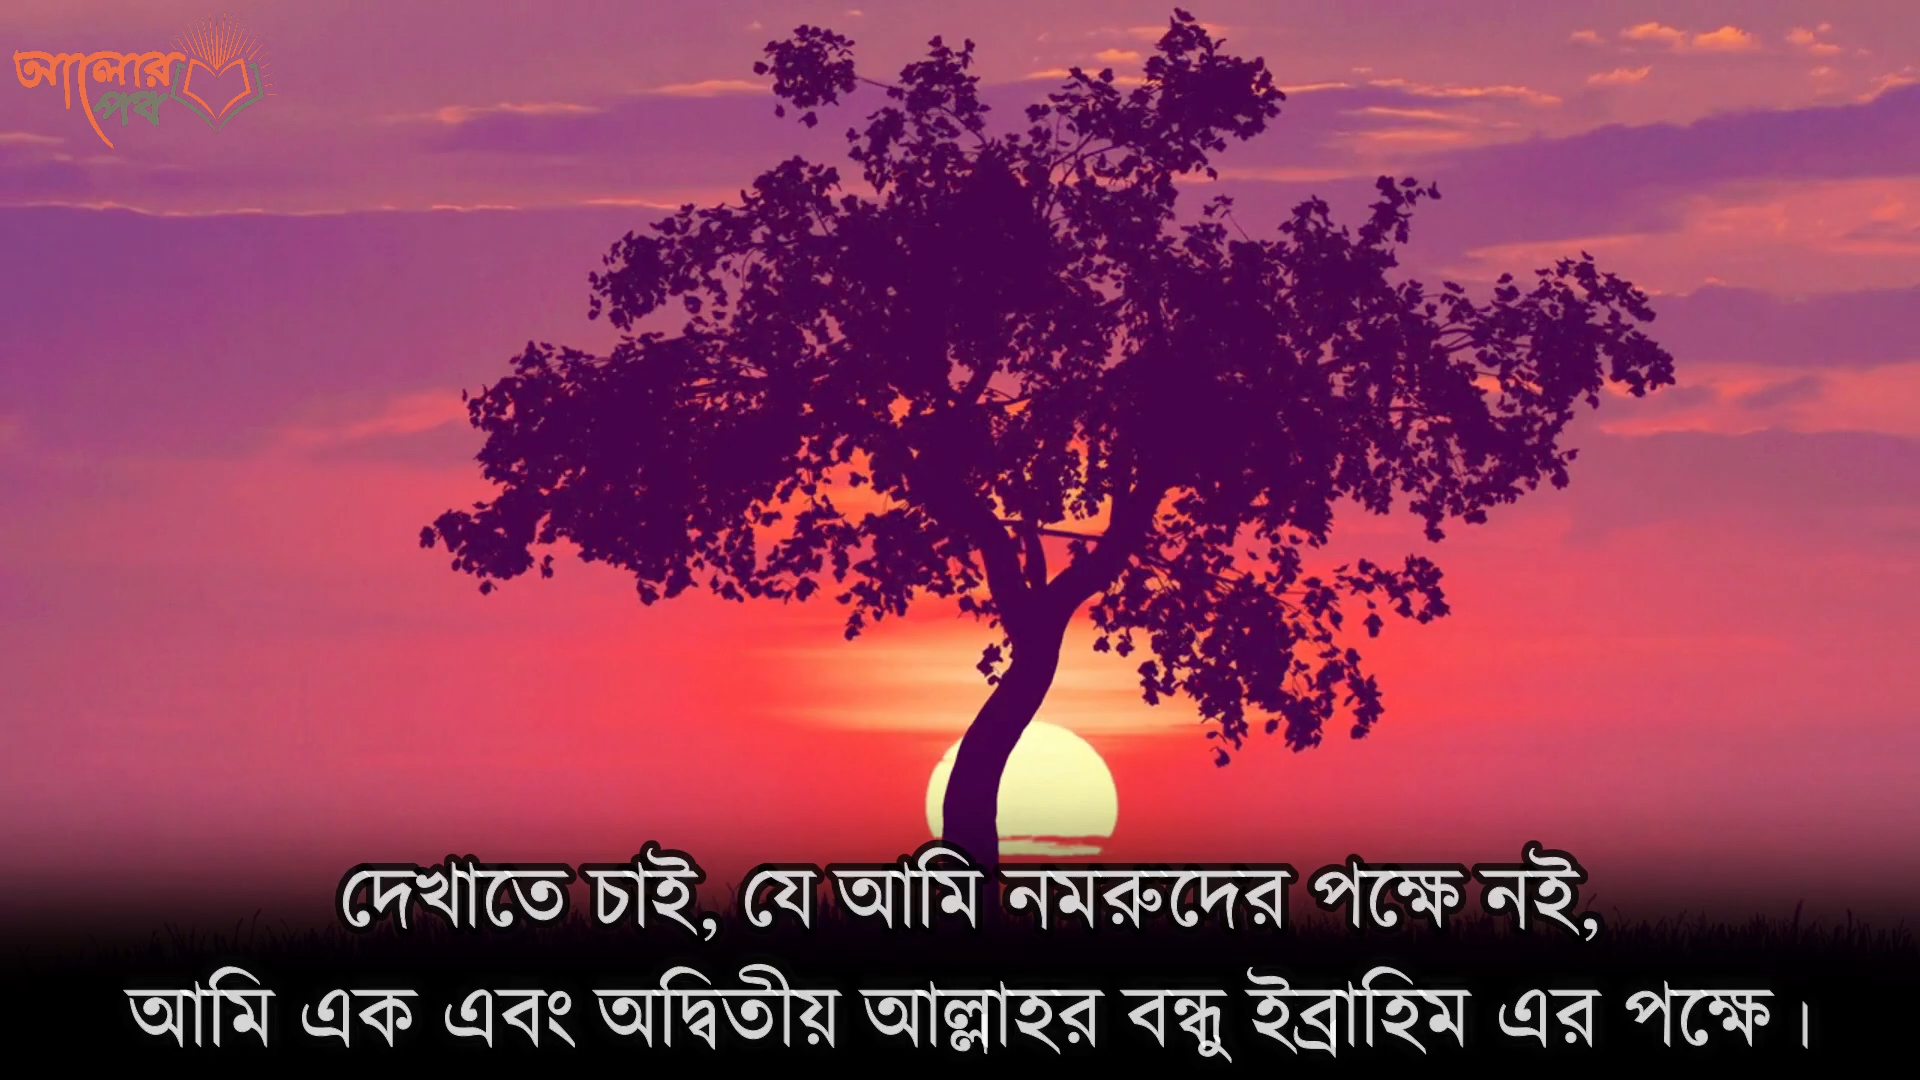 আলোর
পথ
দেখাতে চাই, যে আমি নমরুদের পক্ষে নই,
আমি এক এবং অদ্বিতীয় আল্লাহর বন্ধু ইব্রাহিম এর পক্ষে।